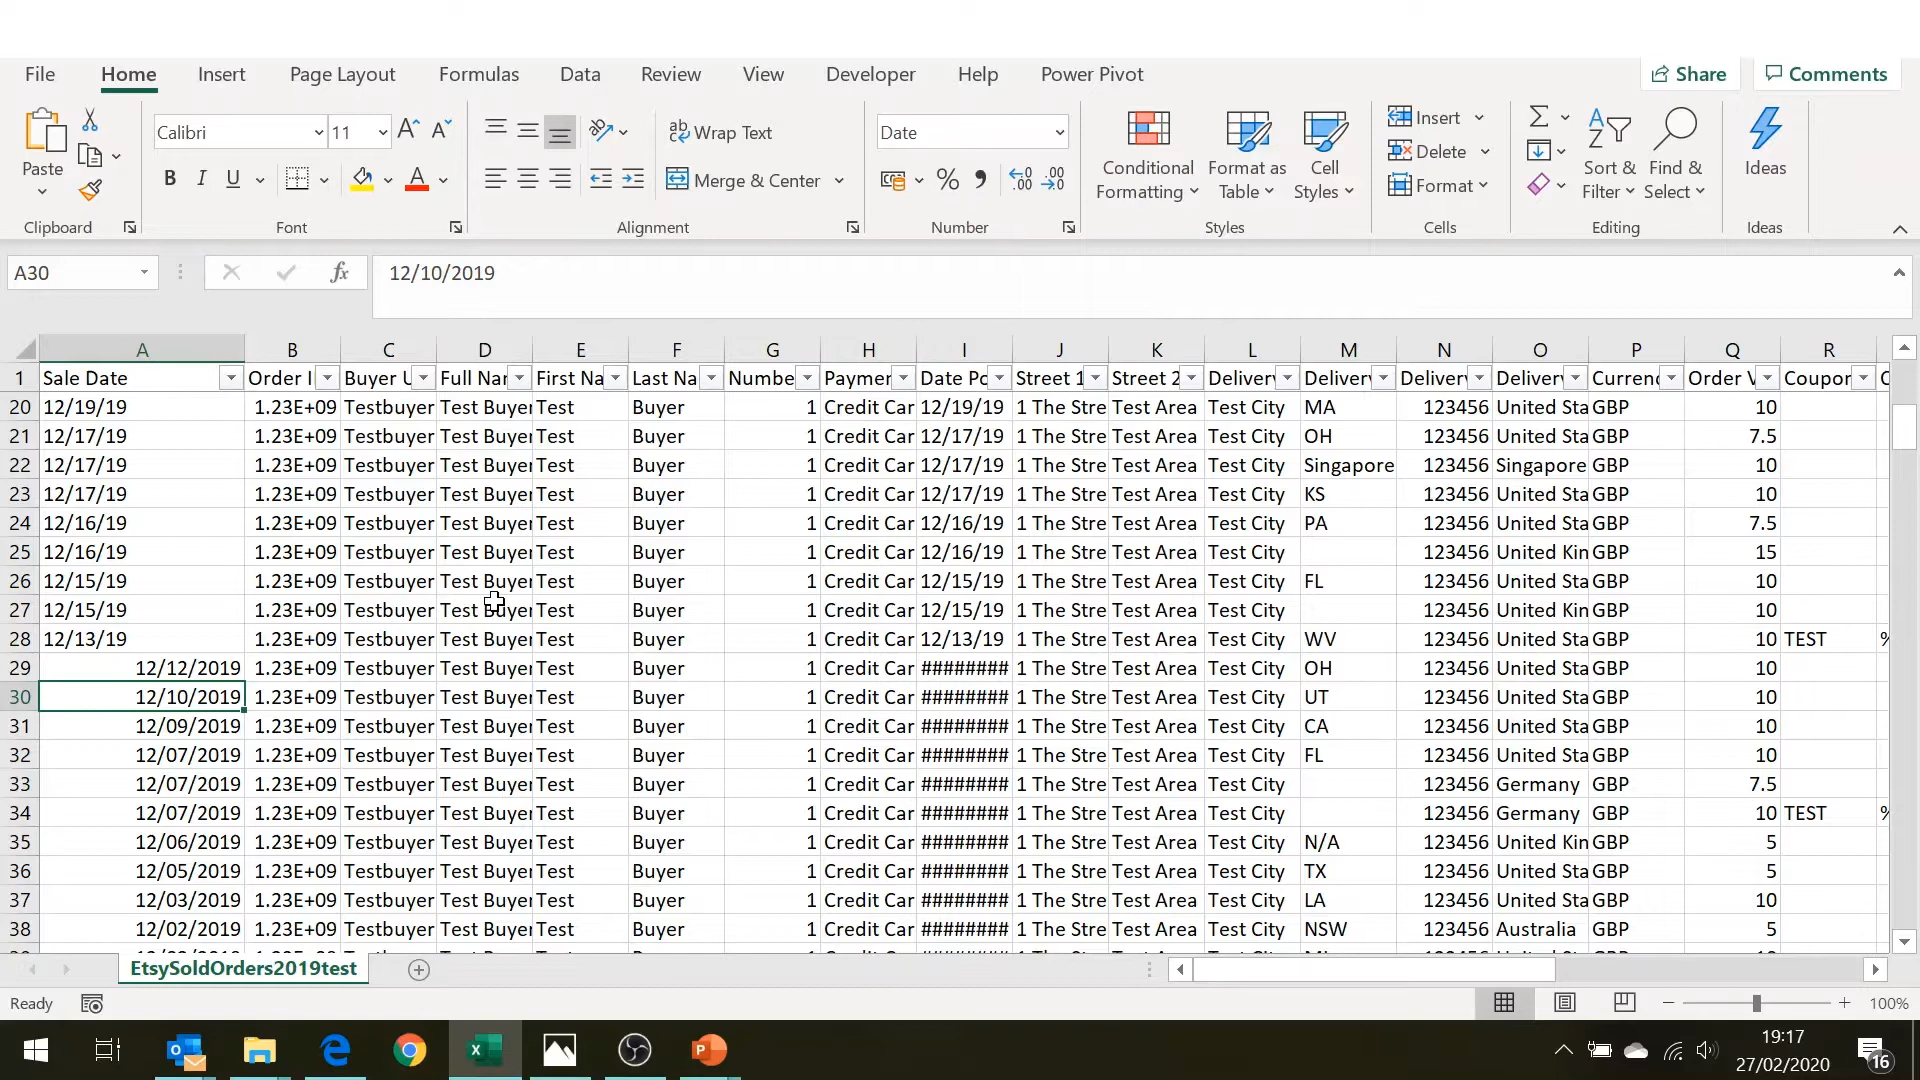 File Home Insert Page Layout Formulas Data Review View Developer Help Power Pivot Share Comments
Paste
Clipboard
Calibri 11
B I U
Font
ab Wrap Text
Merge & Center
Alignment
Date
% 9
Number
Conditional Formatting
Format as Table
Cell Styles
Styles
Insert
Delete
Format
Cells
Sort & Filter
Find & Select
Editing
Ideas
Ideas
A30 fx 12/10/2019
A B C D E F G H I J K L M N O P Q R
1 Sale Date Order I Buyer U Full Nar First Na Last Na Numbe Paymer Date Po Street 1 Street 2 Delivery Delivery Delivery Delivery Currenc Order V Coupor
20 12/19/19 1.23E+09 Testbuyer Test Buyer Test Buyer 1 Credit Car 12/19/19 1 The Stre Test Area Test City MA 123456 United Sta GBP 10
21 12/17/19 1.23E+09 Testbuyer Test Buyer Test Buyer 1 Credit Car 12/17/19 1 The Stre Test Area Test City OH 123456 United Sta GBP 7.5
22 12/17/19 1.23E+09 Testbuyer Test Buyer Test Buyer 1 Credit Car 12/17/19 1 The Stre Test Area Test City Singapore 123456 Singapore GBP 10
23 12/17/19 1.23E+09 Testbuyer Test Buyer Test Buyer 1 Credit Car 12/17/19 1 The Stre Test Area Test City KS 123456 United Sta GBP 10
24 12/16/19 1.23E+09 Testbuyer Test Buyer Test Buyer 1 Credit Car 12/16/19 1 The Stre Test Area Test City PA 123456 United Sta GBP 7.5
25 12/16/19 1.23E+09 Testbuyer Test Buyer Test Buyer 1 Credit Car 12/16/19 1 The Stre Test Area Test City 123456 United Kin GBP 15
26 12/15/19 1.23E+09 Testbuyer Test Buyer Test Buyer 1 Credit Car 12/15/19 1 The Stre Test Area Test City FL 123456 United Sta GBP 10
27 12/15/19 1.23E+09 Testbuyer Test Buyer Test Buyer 1 Credit Car 12/15/19 1 The Stre Test Area Test City 123456 United Kin GBP 10
28 12/13/19 1.23E+09 Testbuyer Test Buyer Test Buyer 1 Credit Car 12/13/19 1 The Stre Test Area Test City WV 123456 United Sta GBP 10 TEST %
29 12/12/2019 1.23E+09 Testbuyer Test Buyer Test Buyer 1 Credit Car ######## 1 The Stre Test Area Test City OH 123456 United Sta GBP 10
30 12/10/2019 1.23E+09 Testbuyer Test Buyer Test Buyer 1 Credit Car ######## 1 The Stre Test Area Test City UT 123456 United Sta GBP 10
31 12/09/2019 1.23E+09 Testbuyer Test Buyer Test Buyer 1 Credit Car ######## 1 The Stre Test Area Test City CA 123456 United Sta GBP 10
32 12/07/2019 1.23E+09 Testbuyer Test Buyer Test Buyer 1 Credit Car ######## 1 The Stre Test Area Test City FL 123456 United Sta GBP 10
33 12/07/2019 1.23E+09 Testbuyer Test Buyer Test Buyer 1 Credit Car ######## 1 The Stre Test Area Test City 123456 Germany GBP 7.5
34 12/07/2019 1.23E+09 Testbuyer Test Buyer Test Buyer 1 Credit Car ######## 1 The Stre Test Area Test City 123456 Germany GBP 10 TEST %
35 12/06/2019 1.23E+09 Testbuyer Test Buyer Test Buyer 1 Credit Car ######## 1 The Stre Test Area Test City N/A 123456 United Kin GBP 5
36 12/05/2019 1.23E+09 Testbuyer Test Buyer Test Buyer 1 Credit Car ######## 1 The Stre Test Area Test City TX 123456 United Sta GBP 5
37 12/03/2019 1.23E+09 Testbuyer Test Buyer Test Buyer 1 Credit Car ######## 1 The Stre Test Area Test City LA 123456 United Sta GBP 10
38 12/02/2019 1.23E+09 Testbuyer Test Buyer Test Buyer 1 Credit Car ######## 1 The Stre Test Area Test City NSW 123456 Australia GBP 5
EtsySoldOrders2019test
Ready 100%
19:17
27/02/2020
16